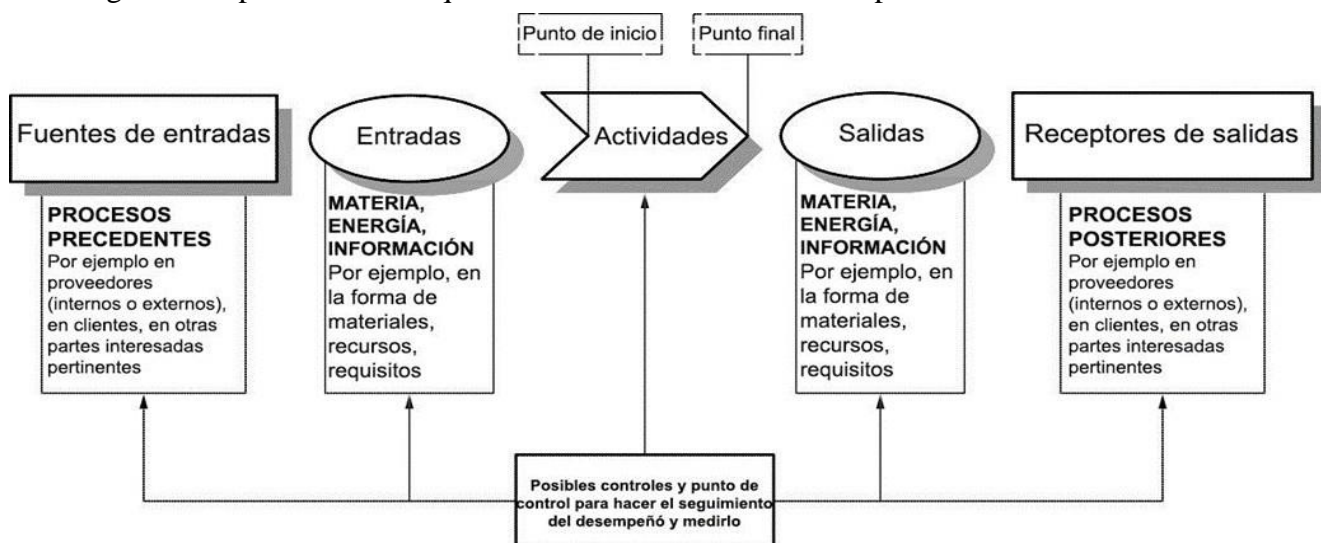 Punto de inicio
Punto final
Fuentes de entradas
Entradas
Actividades
Salidas
Receptores de salidas
PROCESOS
PRECEDENTES
Por ejemplo en
proveedores
(internos o externos),
en clientes, en otras
partes interesadas
pertinentes
MATERIA,
ENERGÍA,
INFORMACIÓN
Por ejemplo, en
la forma de
materiales,
recursos,
requisitos
MATERIA,
ENERGÍA,
INFORMACIÓN
Por ejemplo, en
la forma de
materiales,
recursos,
requisitos
PROCESOS
POSTERIORES
Por ejemplo en
proveedores
(internos o externos),
en clientes, en otras
partes interesadas
pertinentes
Posibles controles y punto de
control para hacer el seguimiento
del desempeñó y medirlo